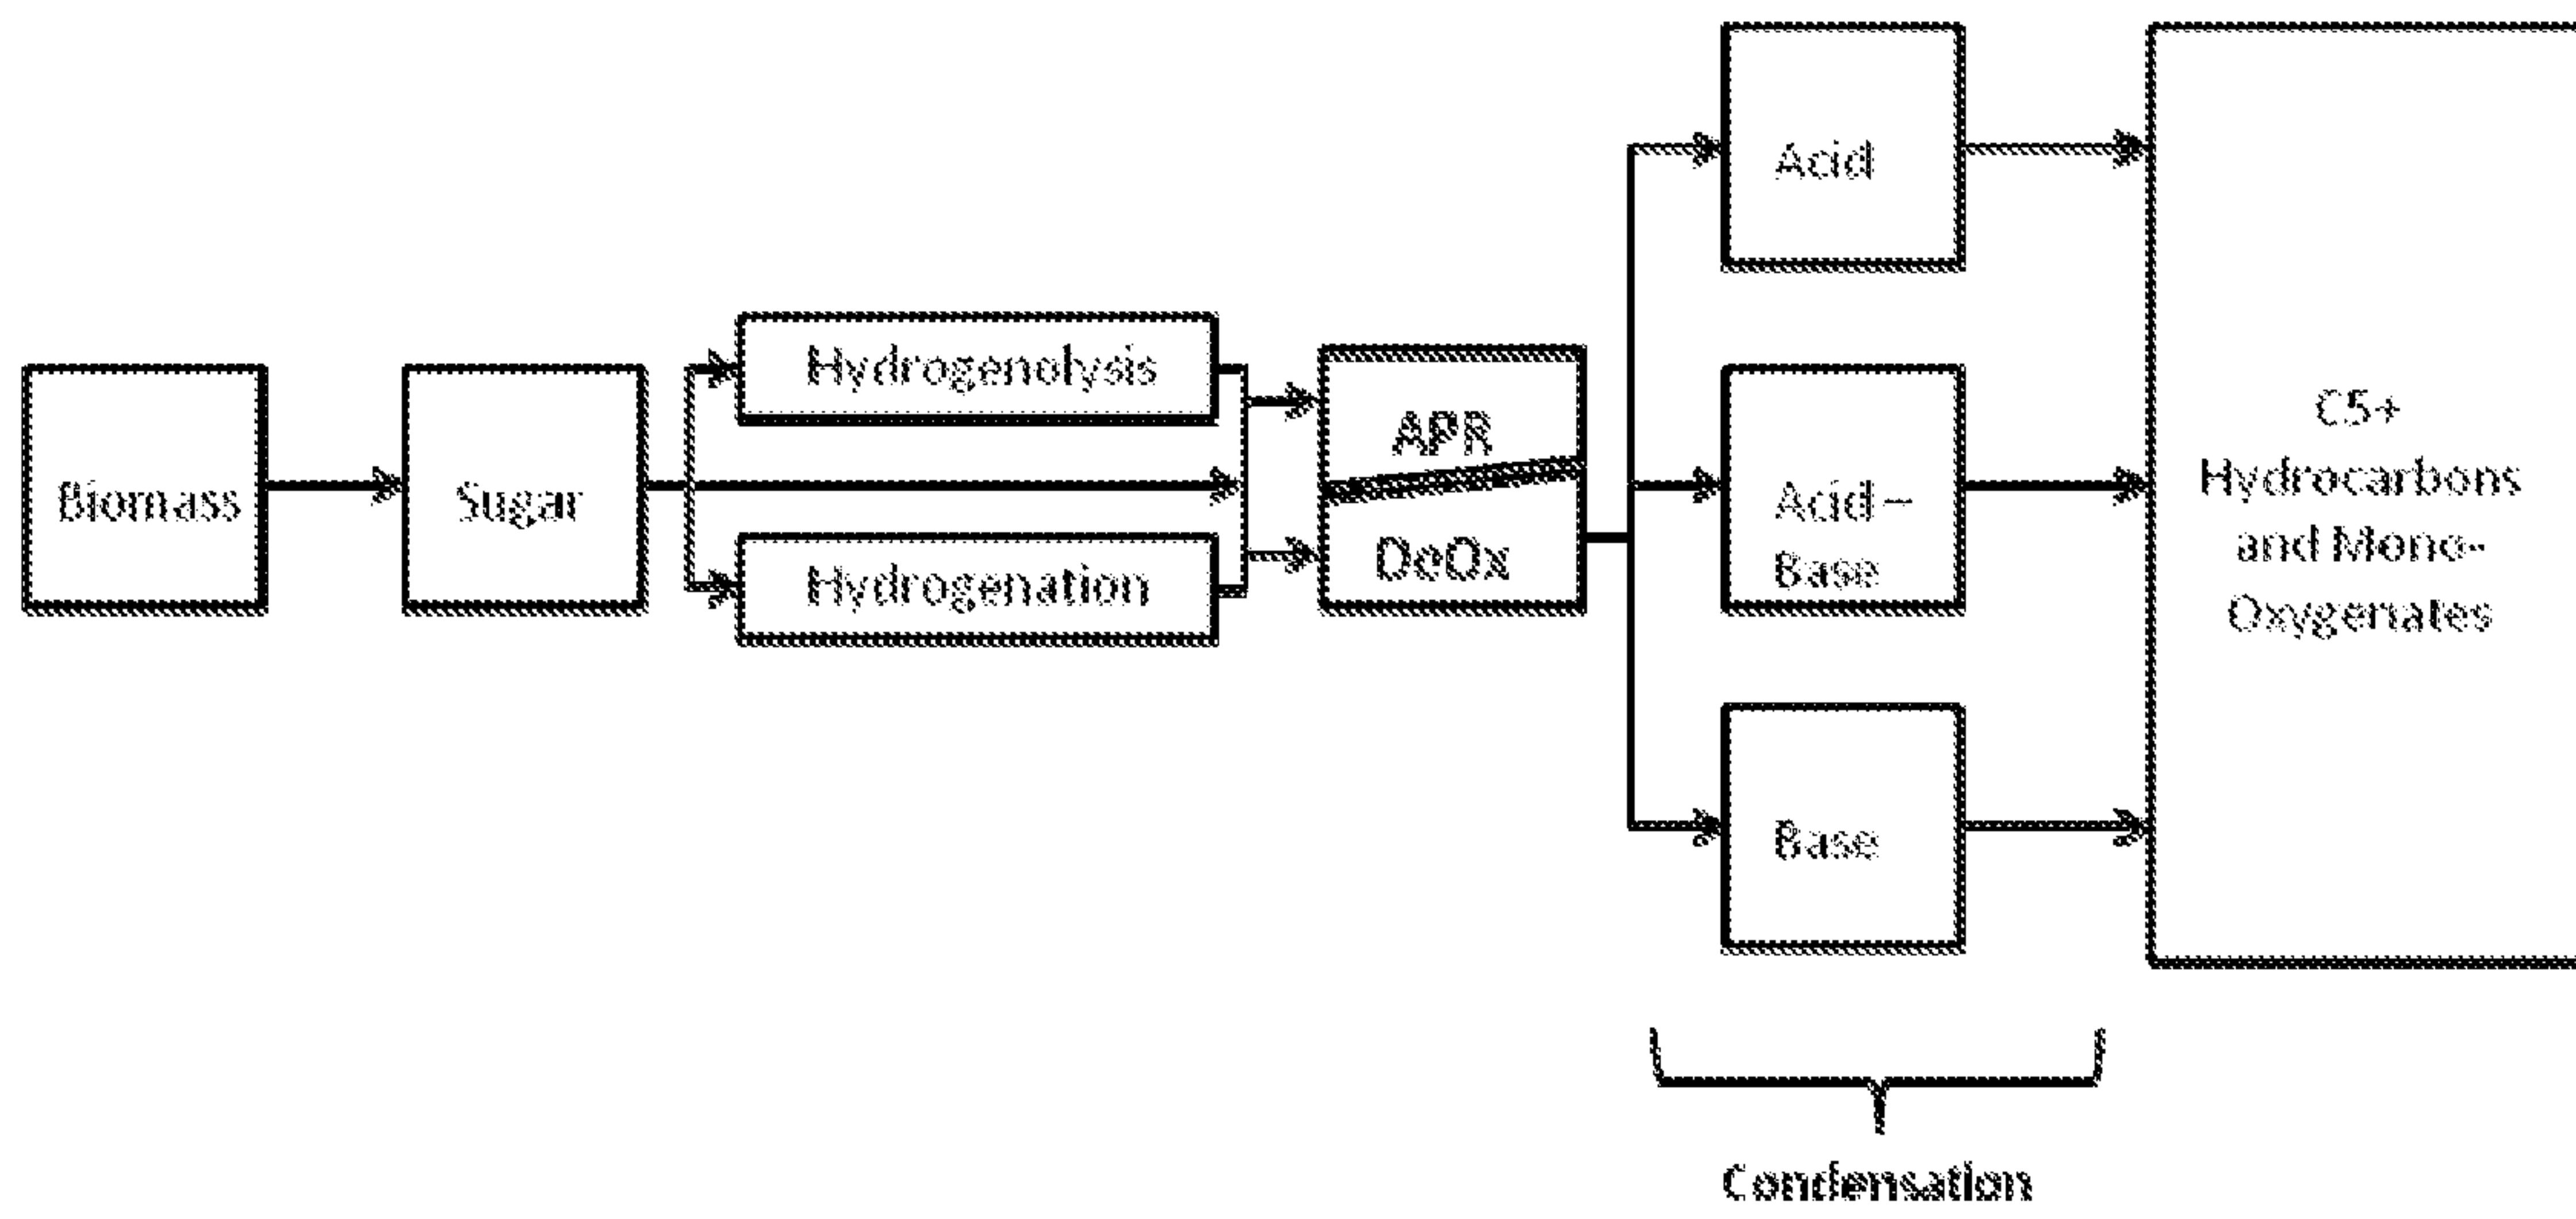 Biomass
Sugar
Hydrogenolysis
Hydrogenation
APR
DeOx
Acid
Acid–
Base
Base
C5+
Hydrocarbons
and Mono-
Oxygenates
Condensation